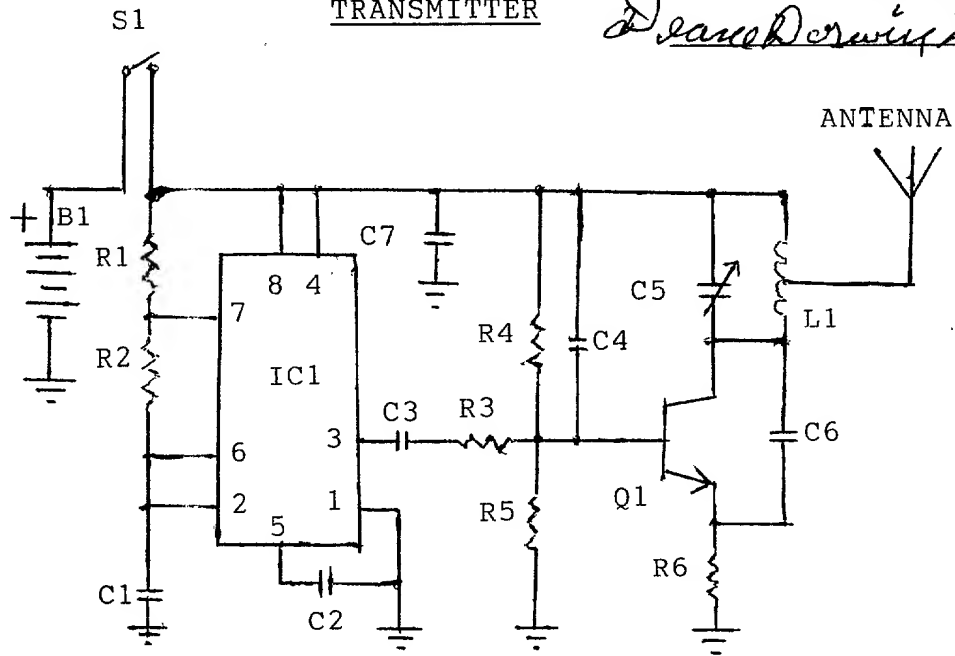 TRANSMITTER
S1
ANTENNA
+ B1
C7
R1
8 4
C5
7
R4
L1
R2
C4
IC1
C3 R3
C6
3
6
2
1
Q1
R5
5
R6
C1
C2